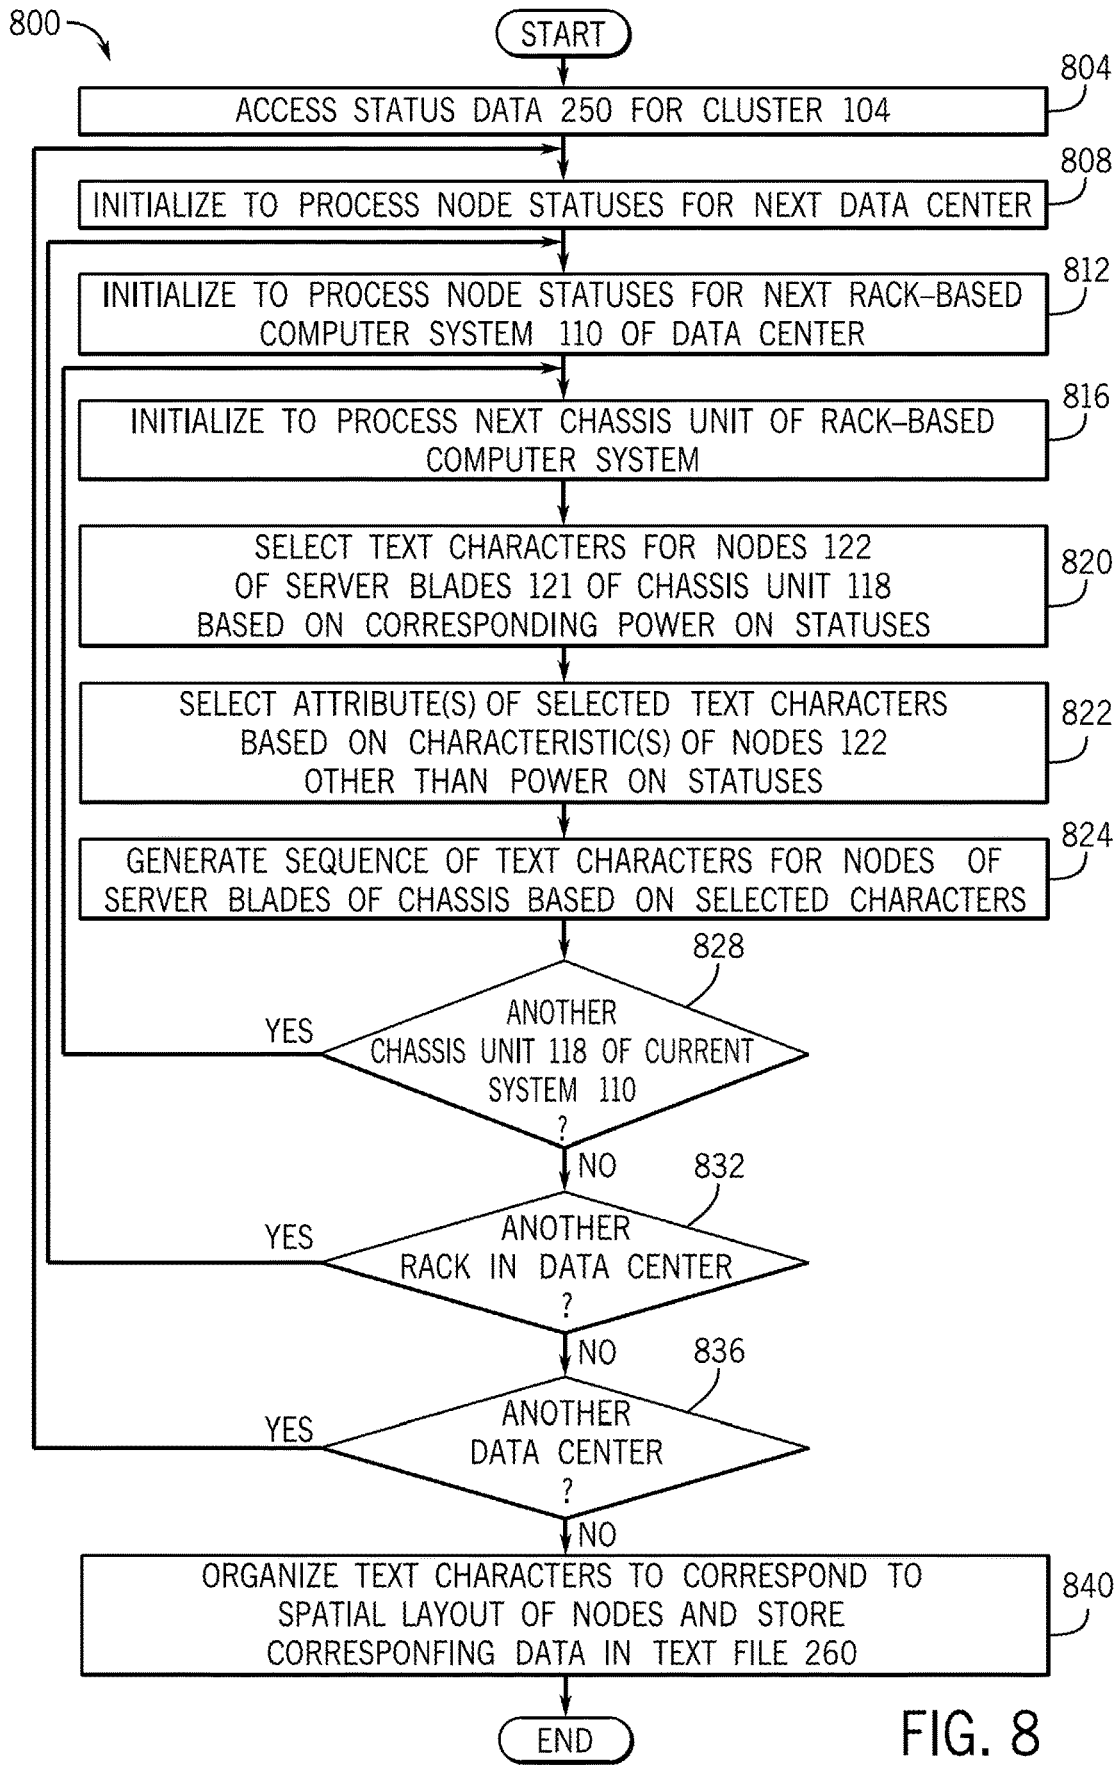 800
START
804
ACCESS STATUS DATA 250 FOR CLUSTER 104
808
INITIALIZE TO PROCESS NODE STATUSES FOR NEXT DATA CENTER
812
INITIALIZE TO PROCESS NODE STATUSES FOR NEXT RACK–BASED
COMPUTER SYSTEM 110 OF DATA CENTER
816
INITIALIZE TO PROCESS NEXT CHASSIS UNIT OF RACK–BASED
COMPUTER SYSTEM
820
SELECT TEXT CHARACTERS FOR NODES 122
OF SERVER BLADES 121 OF CHASSIS UNIT 118
BASED ON CORRESPONDING POWER ON STATUSES
822
SELECT ATTRIBUTE(S) OF SELECTED TEXT CHARACTERS
BASED ON CHARACTERISTIC(S) OF NODES 122
OTHER THAN POWER ON STATUSES
824
GENERATE SEQUENCE OF TEXT CHARACTERS FOR NODES OF
SERVER BLADES OF CHASSIS BASED ON SELECTED CHARACTERS
828
YES
ANOTHER
CHASSIS UNIT 118 OF CURRENT
SYSTEM 110
?
NO
832
YES
ANOTHER
RACK IN DATA CENTER
?
NO
836
YES
ANOTHER
DATA CENTER
?
NO
840
ORGANIZE TEXT CHARACTERS TO CORRESPOND TO
SPATIAL LAYOUT OF NODES AND STORE
CORRESPONFING DATA IN TEXT FILE 260
END
FIG. 8